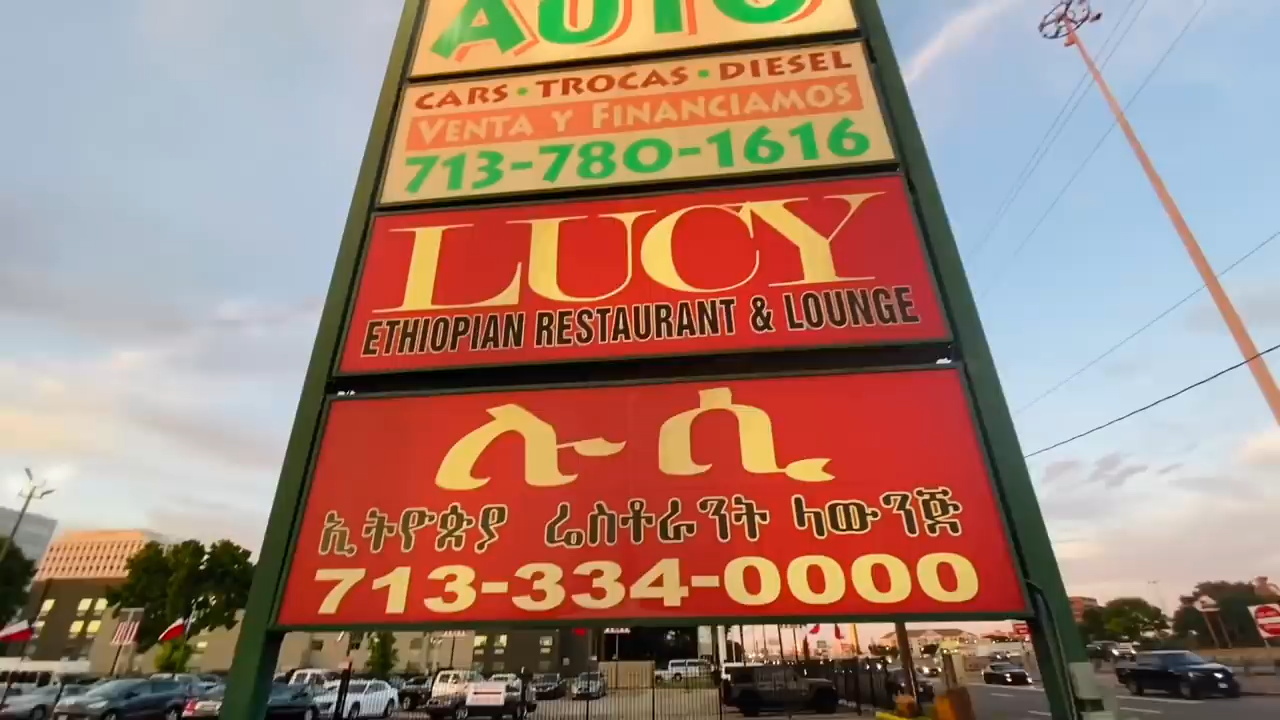 AUTO
CARS • TROCAS • DIESEL
VENTA Y FINANCIAMOS
713-780-1616
LUCY
ETHIOPIAN RESTAURANT & LOUNGE
ሉሲ
ኢትዮጵያ ሬስቶራንት ላውንጅ
713-334-0000